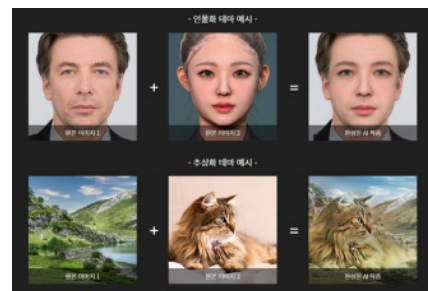 - 인물화 테마 예시 -
원본 이미지 1
+
원본 이미지 2
=
완성된 AI 작품
- 추상화 테마 예시 -
원본 이미지 1
+
원본 이미지 2
=
완성된 AI 작품